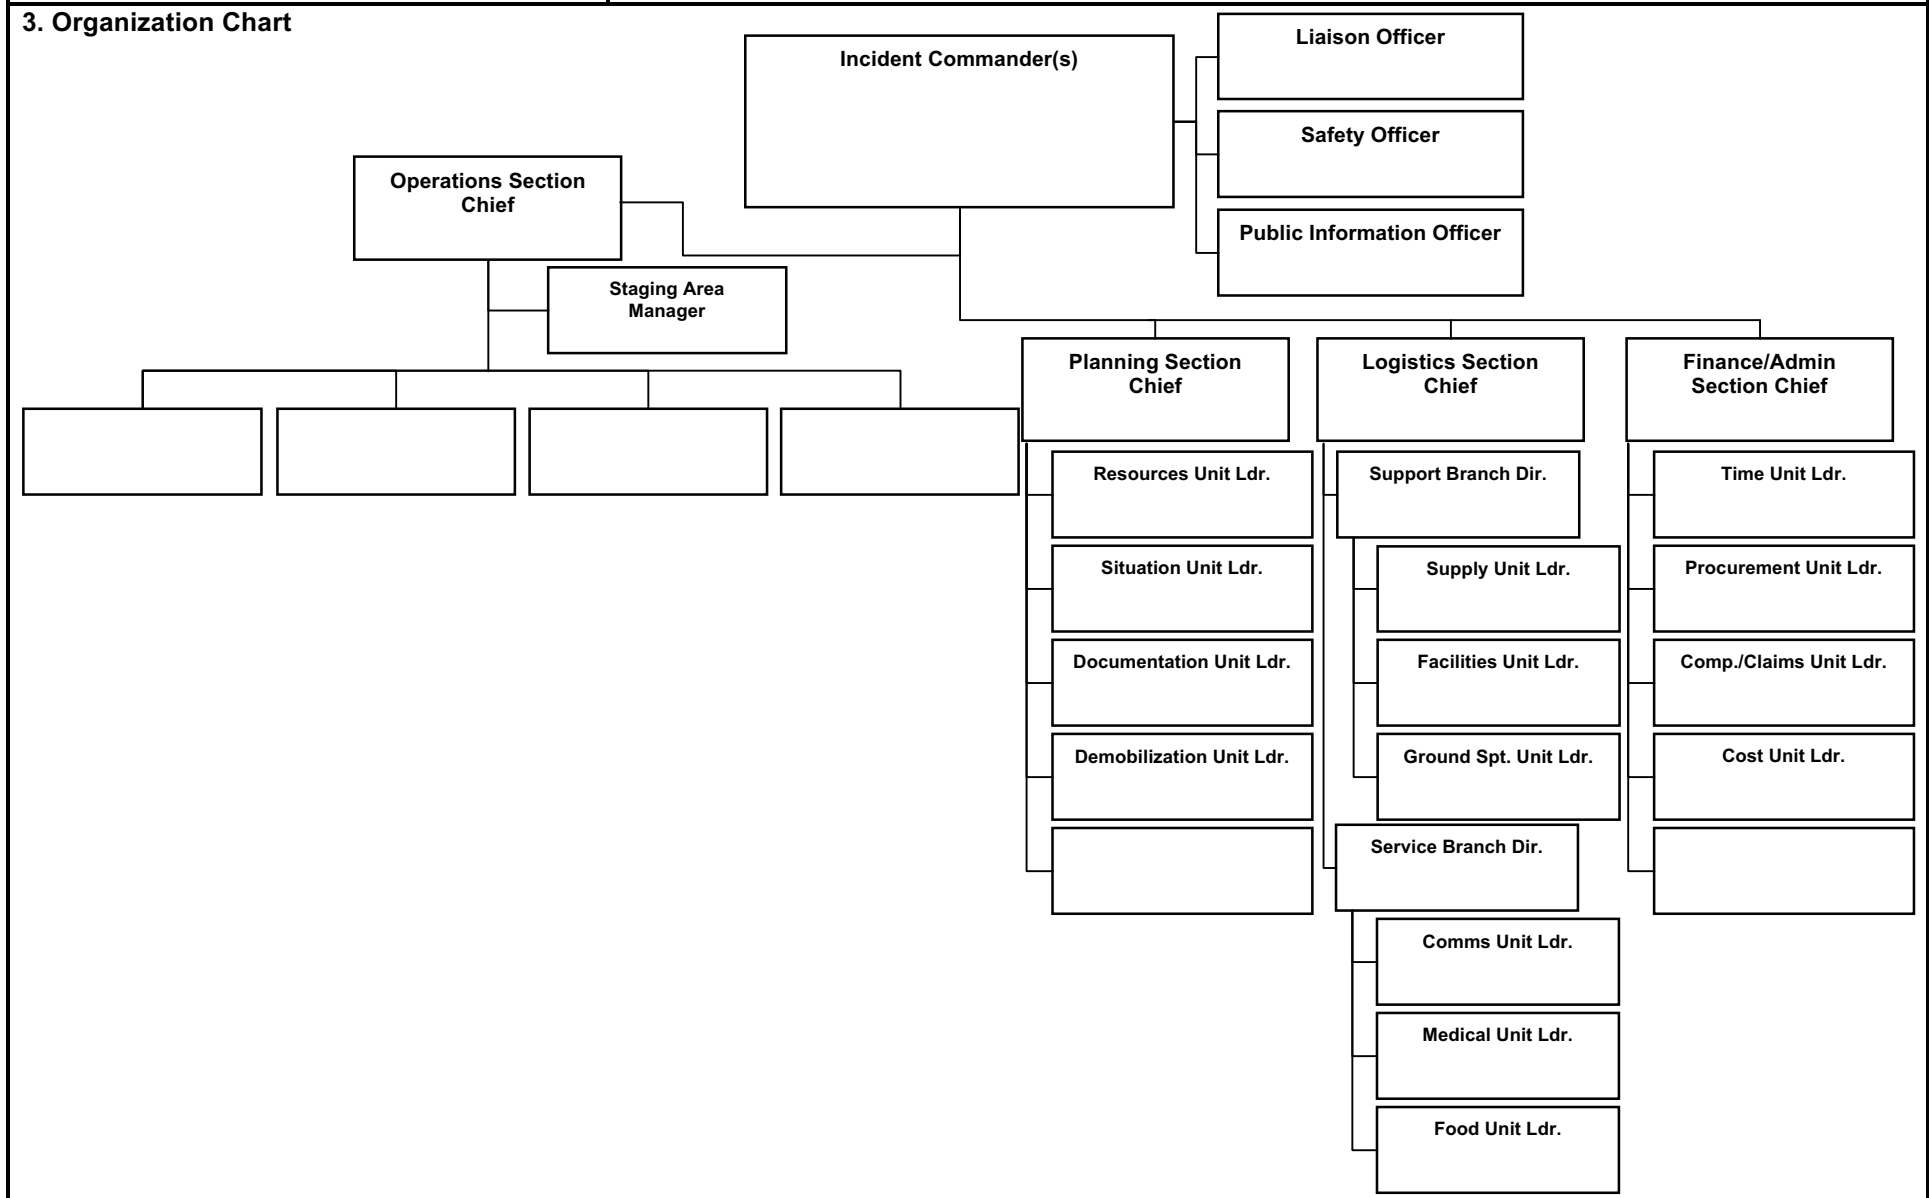 3. Organization Chart
Incident Commander(s)
Liaison Officer
Safety Officer
Public Information Officer
Operations Section
Chief
Staging Area
Manager
Planning Section
Chief
Resources Unit Ldr.
Situation Unit Ldr.
Documentation Unit Ldr.
Demobilization Unit Ldr.
Logistics Section
Chief
Support Branch Dir.
Supply Unit Ldr.
Facilities Unit Ldr.
Ground Spt. Unit Ldr.
Service Branch Dir.
Comms Unit Ldr.
Medical Unit Ldr.
Food Unit Ldr.
Finance/Admin
Section Chief
Time Unit Ldr.
Procurement Unit Ldr.
Comp./Claims Unit Ldr.
Cost Unit Ldr.